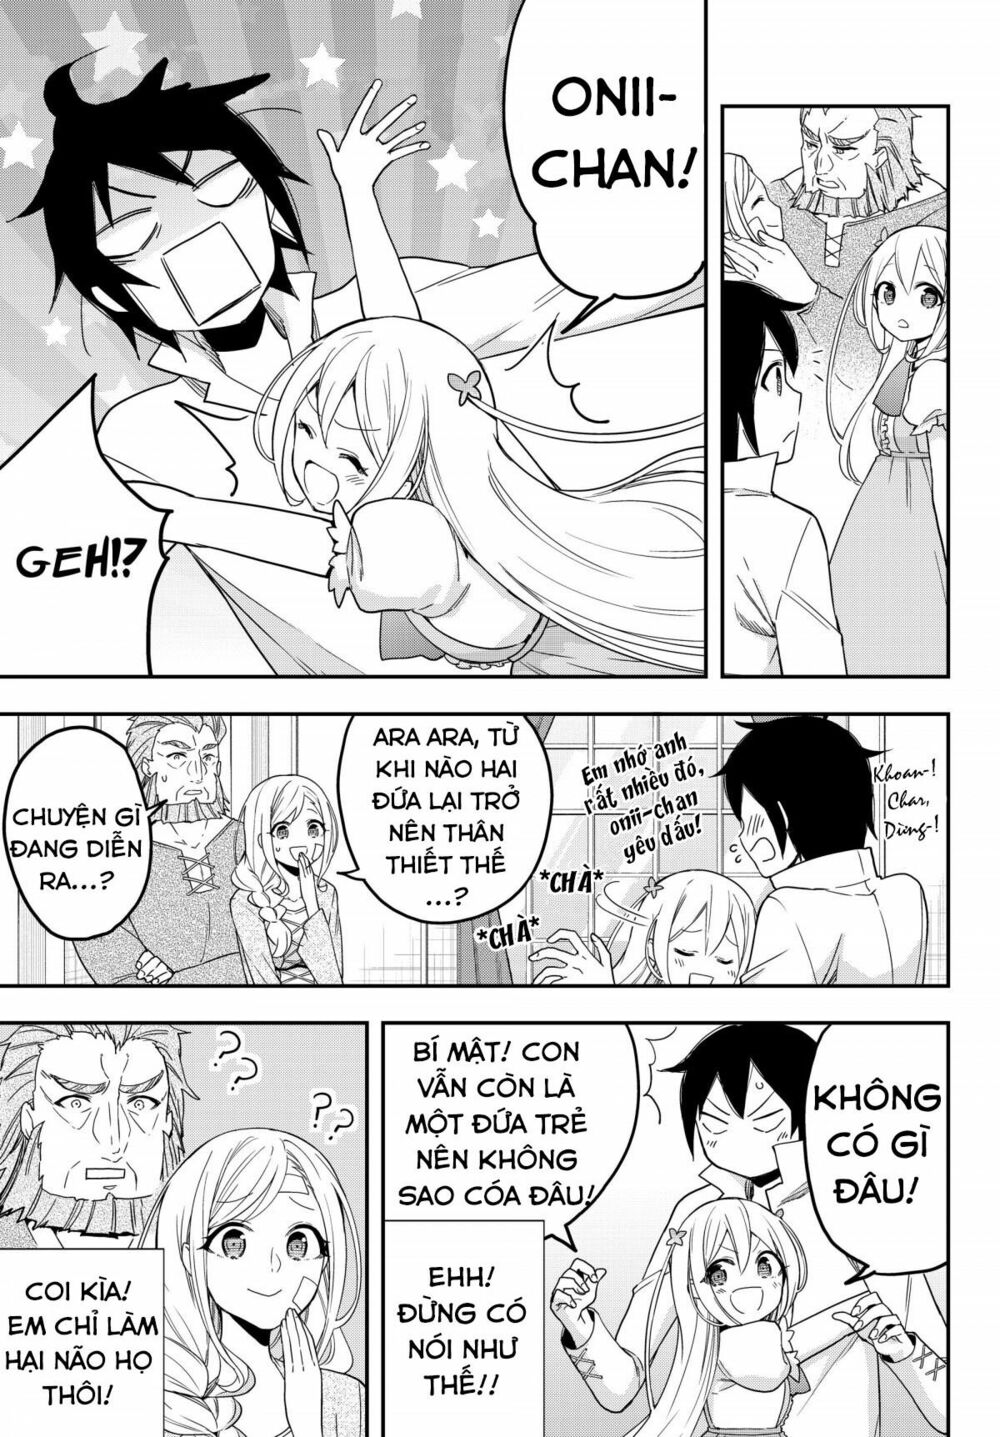 ONII-
CHAN!
GEH!?
Khoan-!
Char,
Dừng-!
Em nhớ anh
rất nhiều đó,
onii-chan
yêu dấu!
*CHÀ*
*CHÀ*
ARA ARA, TỪ
KHI NÀO HAI
ĐỨA LẠI TRỞ
NÊN THÂN
THIẾT THẾ
...?
CHUYỆN GÌ
ĐANG DIỄN
RA...?
KHÔNG
CÓ GÌ
ĐÂU!
BÍ MẬT! CON
VẪN CÒN LÀ
MỘT ĐỨA TRẺ
NÊN KHÔNG
SAO CÓA ĐÂU!
EHH!
ĐỪNG CÓ
NÓI NHƯ
THẾ!!
? ? ?
? ? ?
COI KÌA!
EM CHỈ LÀM
HẠI NÃO HỌ
THÔI!